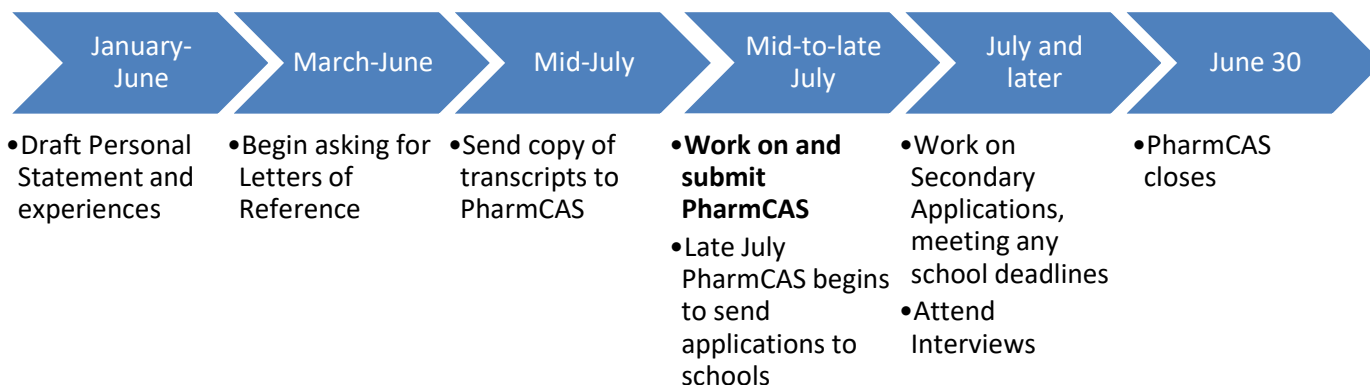 January-
June
March-June
Mid-July
Mid-to-late
July
July and
later
June 30
•Draft Personal
Statement and
experiences
•Begin asking for
Letters of
Reference
•Send copy of
transcripts to
PharmCAS
•Work on and
submit
PharmCAS
•Late July
PharmCAS begins
to send
applications to
schools
•Work on
Secondary
Applications,
meeting any
school deadlines
•Attend
Interviews
•PharmCAS
closes